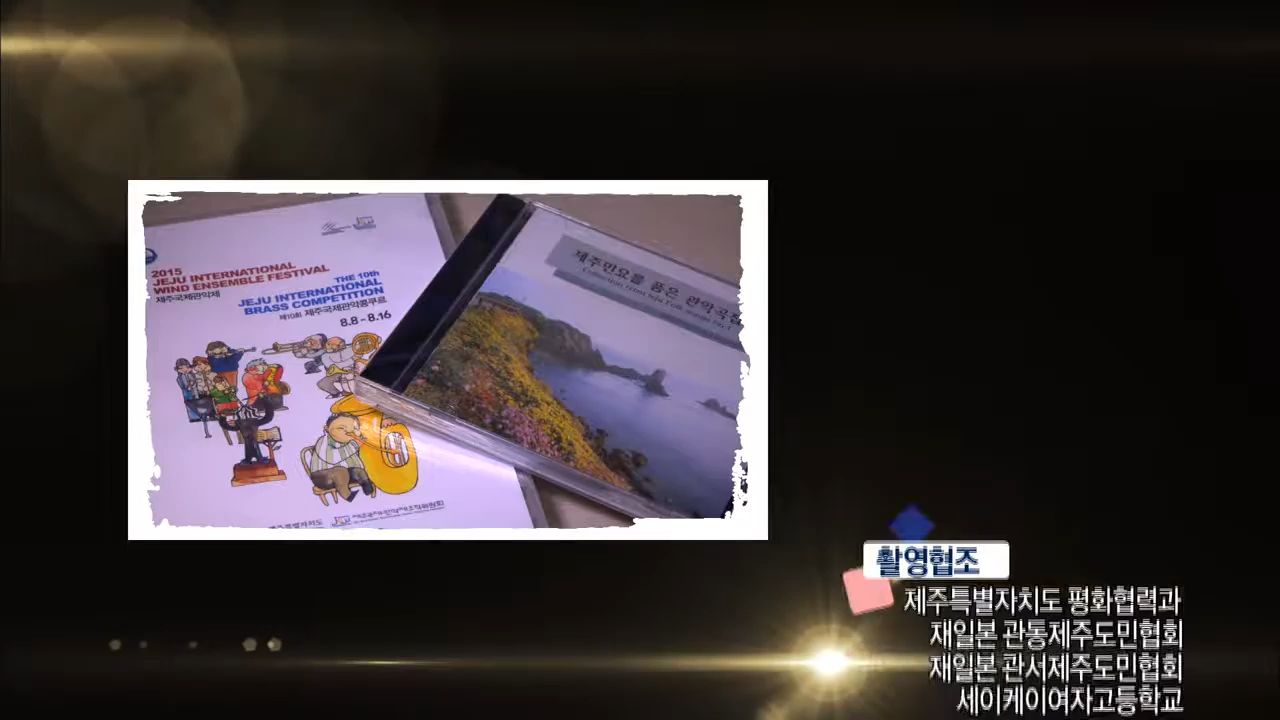 2015
JEJU INTERNATIONAL
WIND ENSEMBLE FESTIVAL
제주국제관악제
THE 10th
JEJU INTERNATIONAL
BRASS COMPETITION
제10회 제주국제관악콩쿠르
8.8 - 8.16
제주민요를 품은 관악곡집
촬영협조
제주특별자치도 평화협력과
재일본 관동제주도민협회
재일본 관서제주도민협회
세이케이여자고등학교